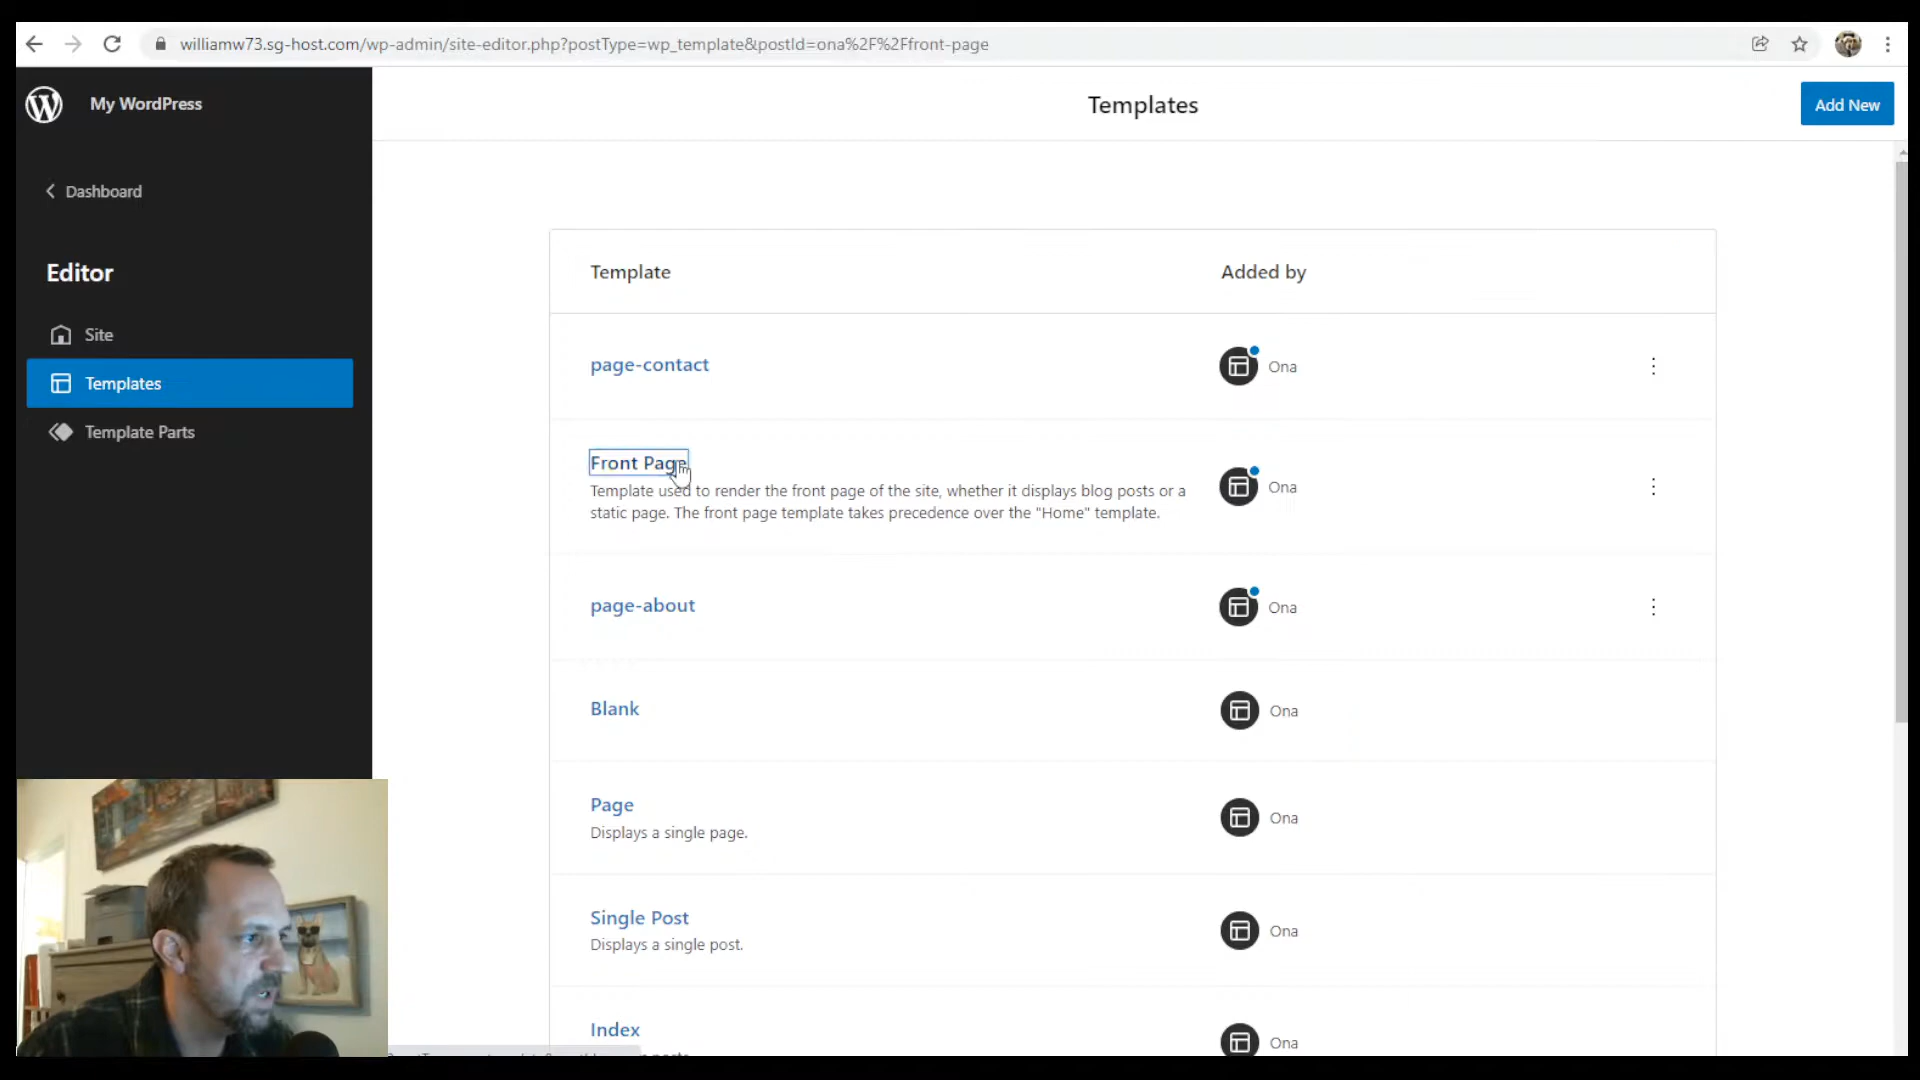 williamw73.sg-host.com/wp-admin/site-editor.php?postType=wp_template&postId=ona%2F%2Ffront-page
My WordPress
Templates
Add New
Dashboard
Editor
Site
Templates
Template Parts
Template
Added by
page-contact
Ona
Front Page
Template used to render the front page of the site, whether it displays blog posts or a
static page. The front page template takes precedence over the "Home" template.
Ona
page-about
Ona
Blank
Ona
Page
Displays a single page.
Ona
Single Post
Displays a single post.
Ona
Index
Ona